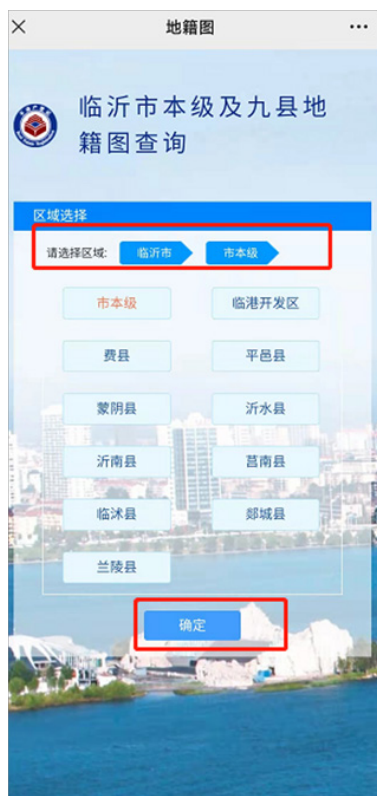 地籍图
临沂市本级及九县地
籍图查询
区域选择
请选择区域: 临沂市 市本级
市本级 临港开发区
费县 平邑县
蒙阴县 沂水县
沂南县 莒南县
临沭县 郯城县
兰陵县
确定